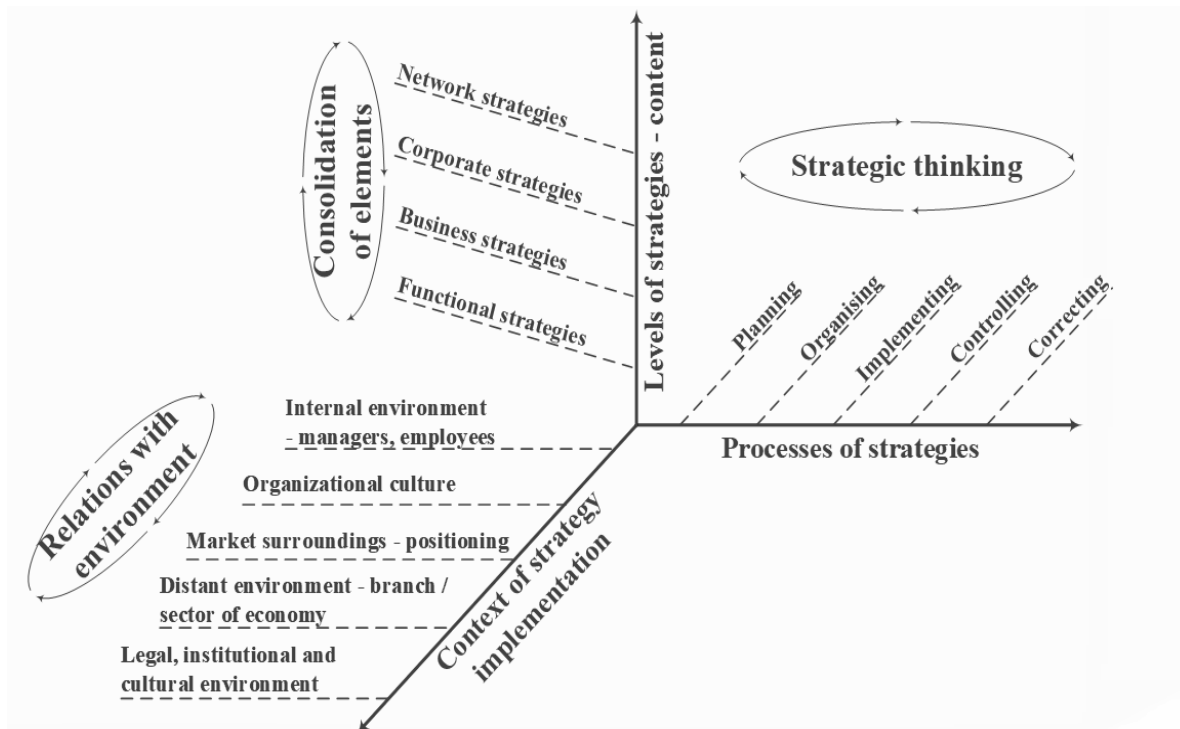 Consolidation
of elements
Network strategies
Corporate strategies
Business strategies
Functional strategies
Levels of strategies - content
Strategic thinking
Planning
Organising
Implementing
Controlling
Correcting
Processes of strategies
Relations with
environment
Internal environment
- managers, employees
Organizational culture
Market surroundings - positioning
Distant environment - branch /
sector of economy
Legal, institutional and
cultural environment
Context of strategy
implementation